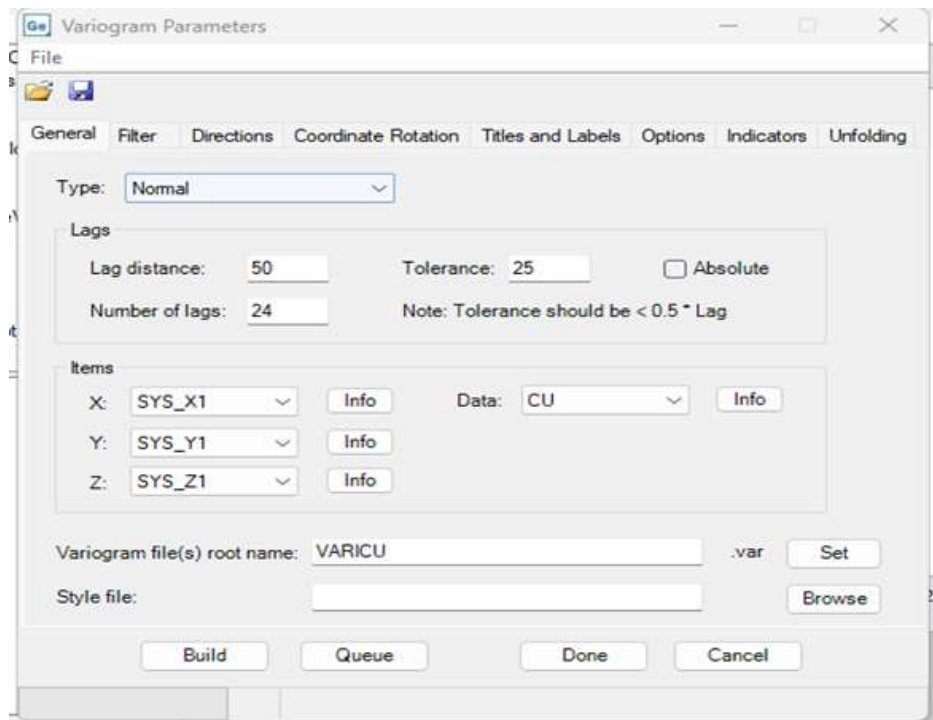 Ge Variogram Parameters
File
General Filter Directions Coordinate Rotation Titles and Labels Options Indicators Unfolding
Type: Normal
Lags
Lag distance: 50 Tolerance: 25 Absolute
Number of lags: 24 Note: Tolerance should be < 0.5 * Lag
Items
X: SYS_X1 Info Data: CU Info
Y: SYS_Y1 Info
Z: SYS_Z1 Info
Variogram file(s) root name: VARICU .var Set
Style file: Browse
Build Queue Done Cancel